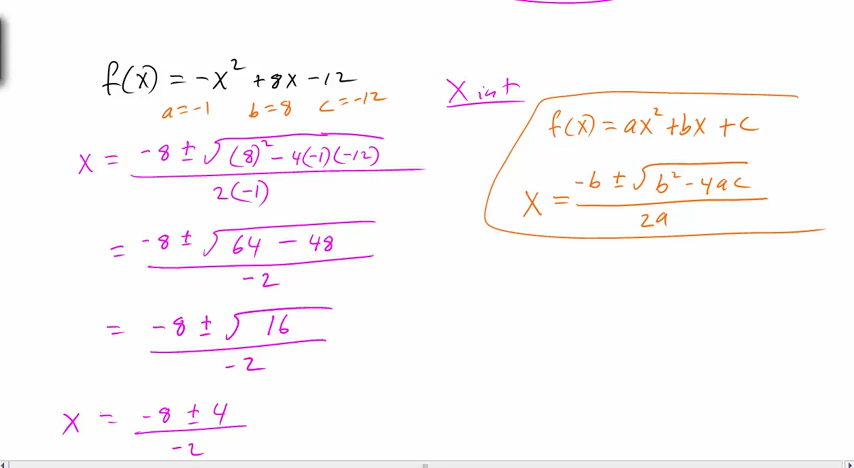 f(x) = -x² + 8x - 12
a = -1 b = 8 c = -12
x = (-8 ± √((8)² - 4(-1)(-12))) / 2(-1)
= (-8 ± √(64 - 48)) / -2
= (-8 ± √16) / -2
x = (-8 ± 4) / -2
X int
f(x) = ax² + bx + c
x = (-b ± √(b² - 4ac)) / 2a